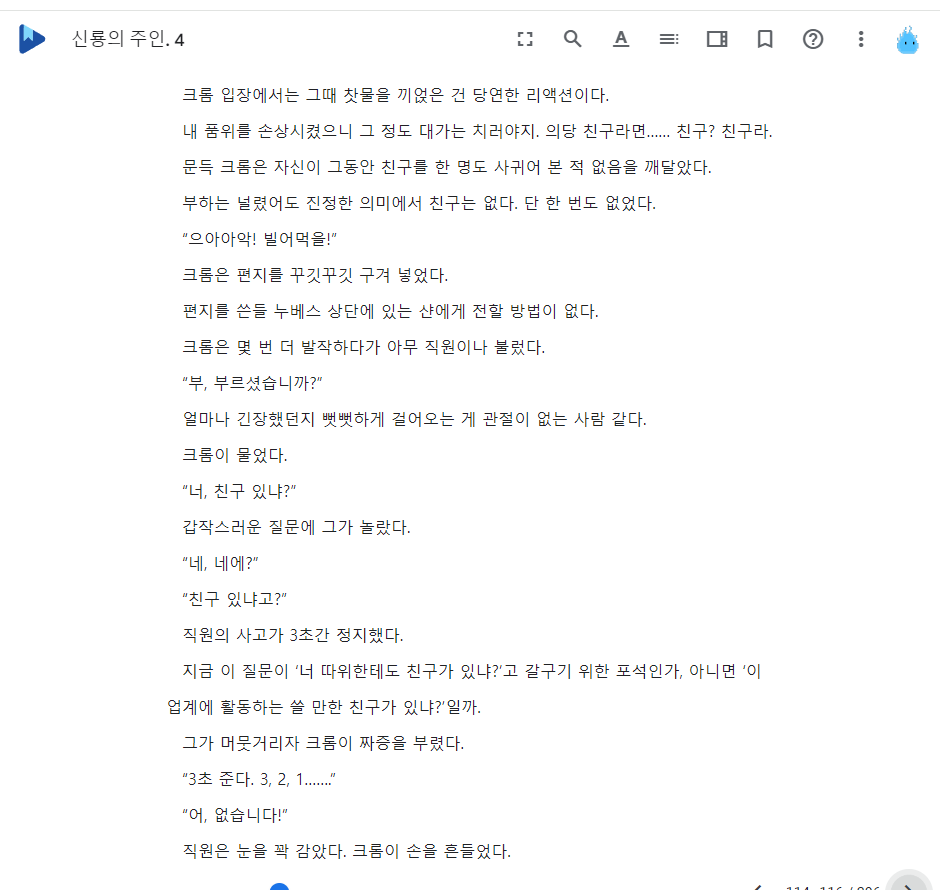 신룡의 주인. 4
크롬 입장에서는 그때 찻물을 끼얹은 건 당연한 리액션이다.
내 품위를 손상시켰으니 그 정도 대가는 치러야지. 의당 친구라면...... 친구? 친구라.
문득 크롬은 자신이 그동안 친구를 한 명도 사귀어 본 적 없음을 깨달았다.
부하는 널렸어도 진정한 의미에서 친구는 없다. 단 한 번도 없었다.
“으아아악! 빌어먹을!”
크롬은 편지를 꾸깃꾸깃 구겨 넣었다.
편지를 쓴들 누베스 상단에 있는 샨에게 전할 방법이 없다.
크롬은 몇 번 더 발작하다가 아무 직원이나 불렀다.
“부, 부르셨습니까?”
얼마나 긴장했던지 뻣뻣하게 걸어오는 게 관절이 없는 사람 같다.
크롬이 물었다.
“너, 친구 있냐?”
갑작스러운 질문에 그가 놀랐다.
“네, 네에?”
“친구 있냐고?”
직원의 사고가 3초간 정지했다.
지금 이 질문이 ‘너 따위한테도 친구가 있냐?’고 갈구기 위한 포석인가, 아니면 ‘이
업계에 활동하는 쓸 만한 친구가 있냐?’일까.
그가 머뭇거리자 크롬이 짜증을 부렸다.
“3초 준다. 3, 2, 1.......”
“어, 없습니다!”
직원은 눈을 꽉 감았다. 크롬이 손을 흔들었다.